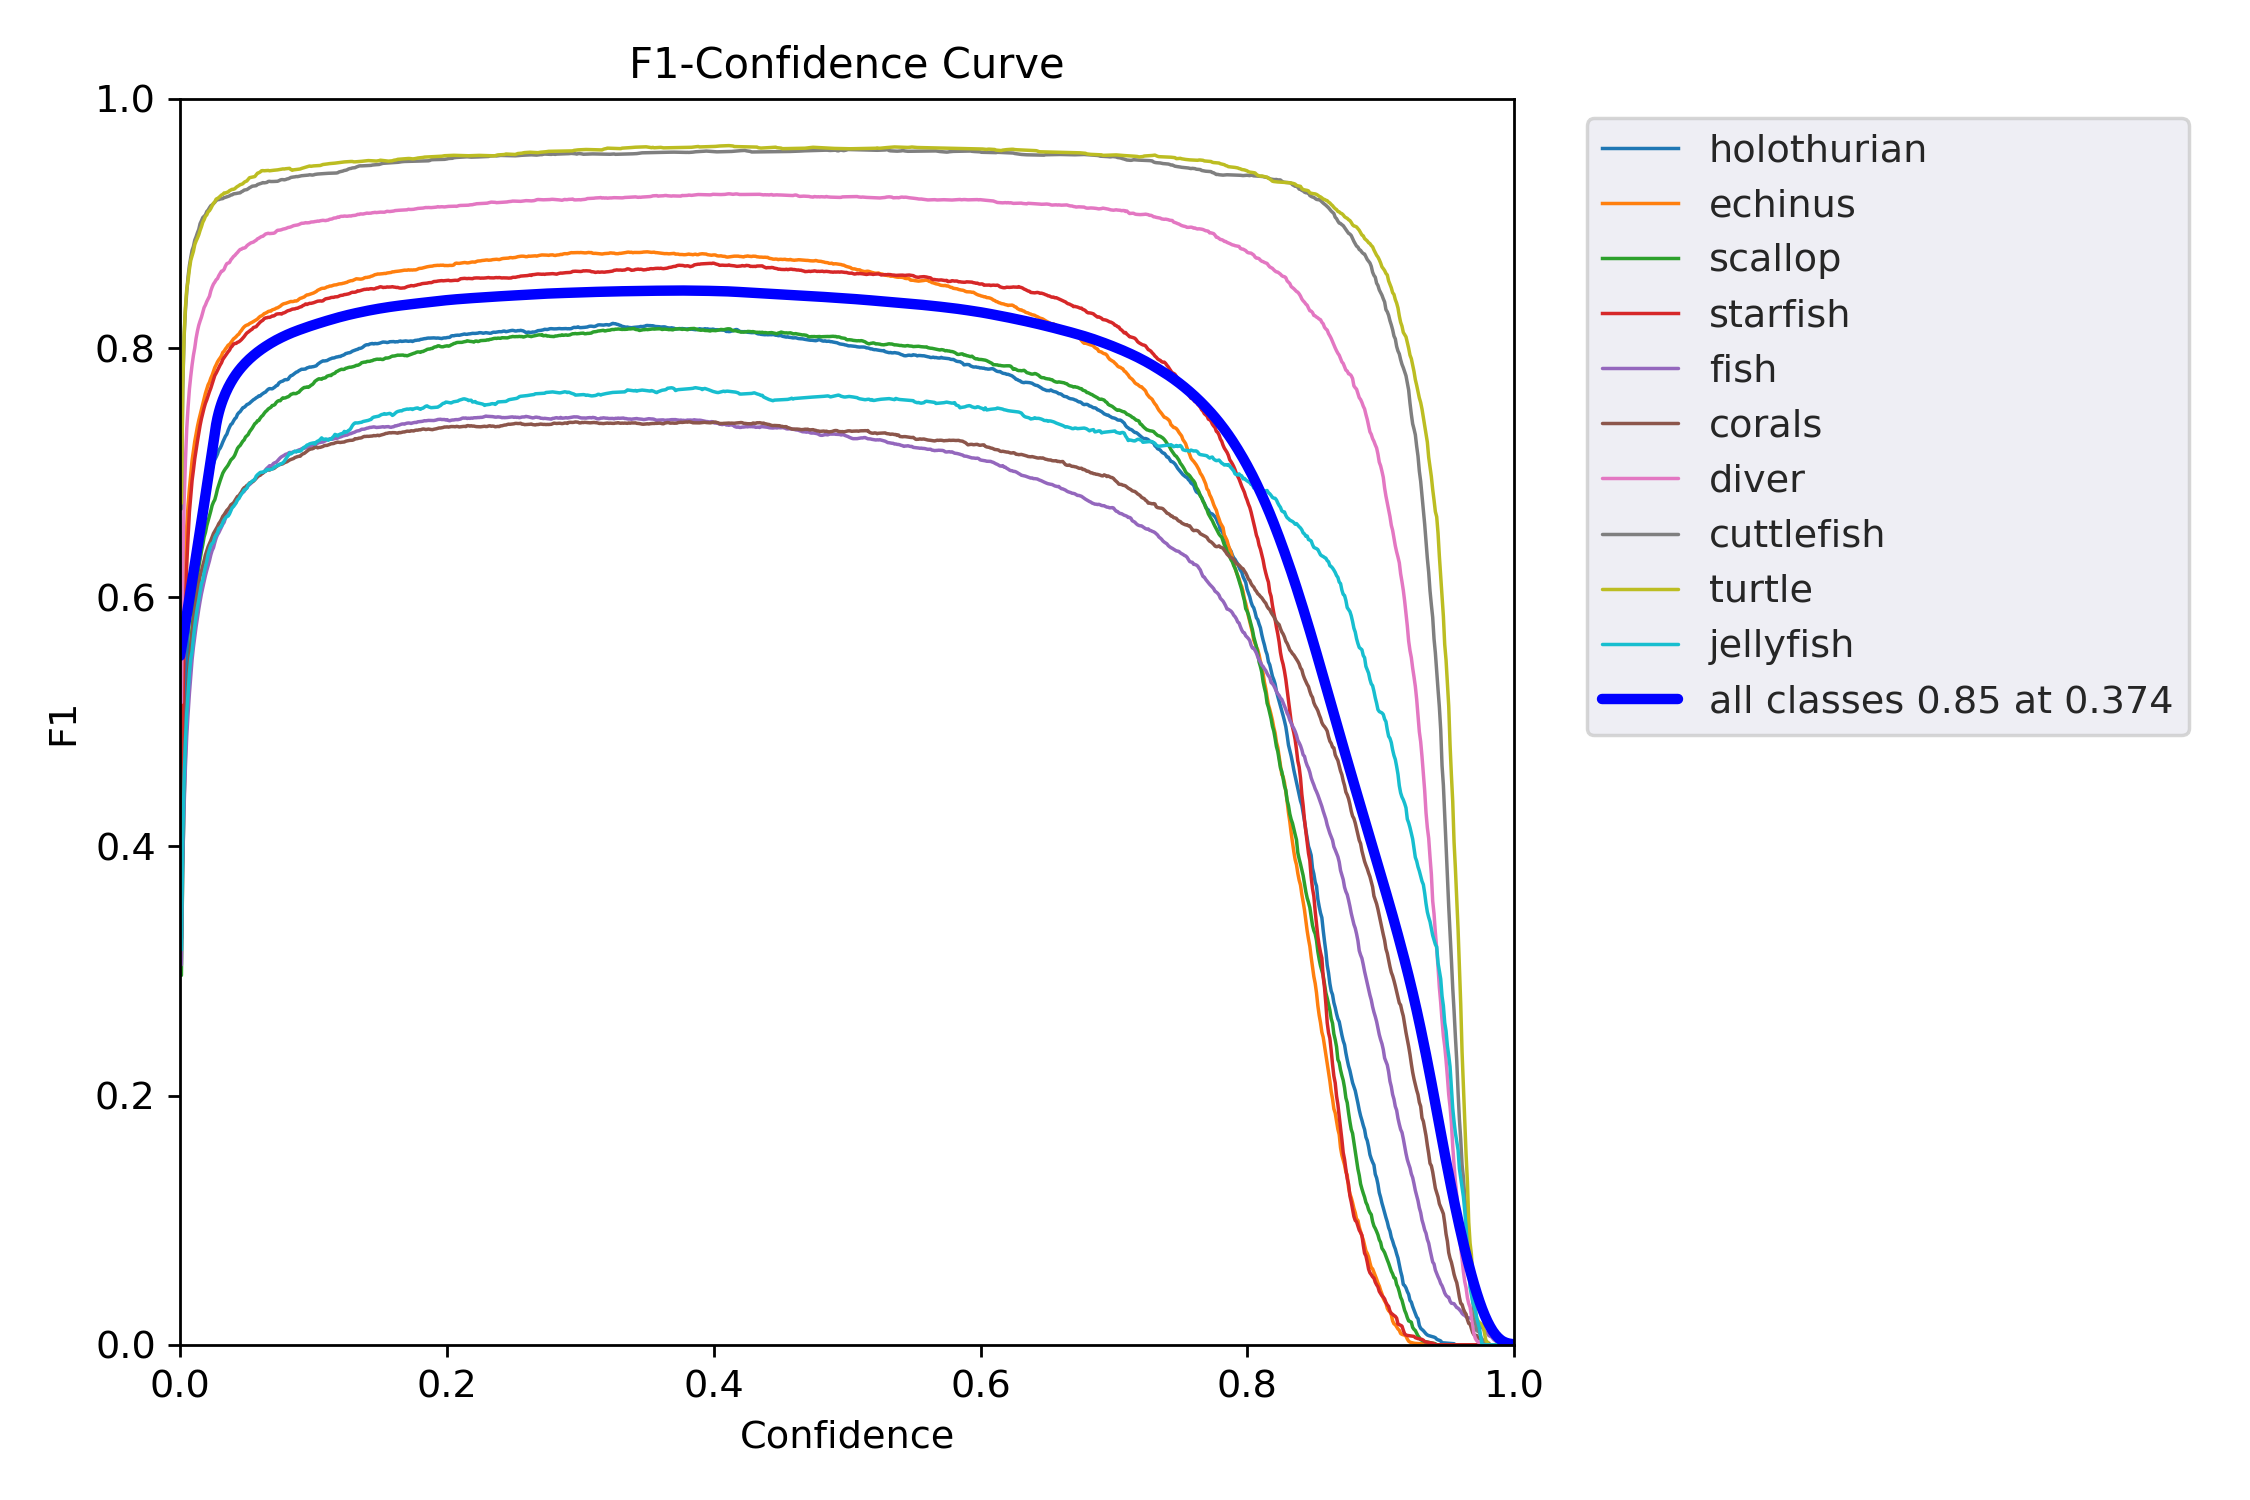 F1-Confidence Curve
1.0
0.8
0.6
0.4
0.2
0.0
F1
0.0 0.2 0.4 0.6 0.8 1.0
Confidence
holothurian
echinus
scallop
starfish
fish
corals
diver
cuttlefish
turtle
jellyfish
all classes 0.85 at 0.374